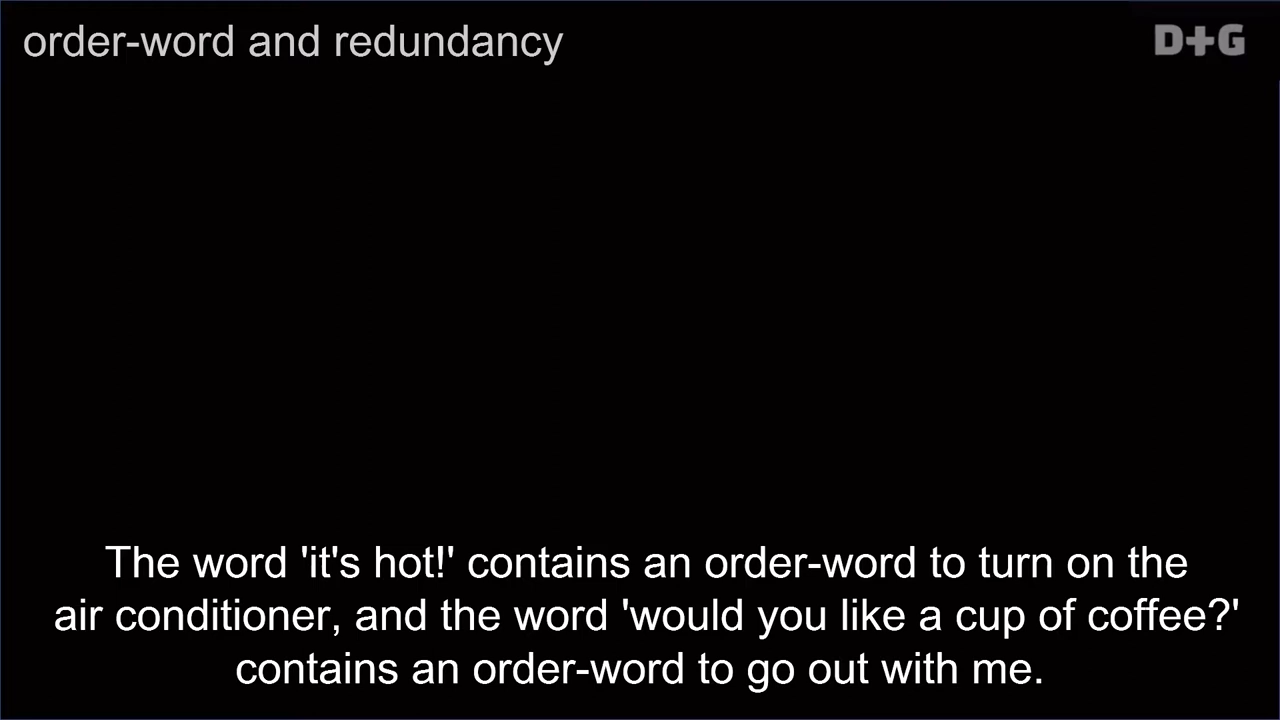 order-word and redundancy
D+G
The word 'it's hot!' contains an order-word to turn on the
air conditioner, and the word 'would you like a cup of coffee?'
contains an order-word to go out with me.